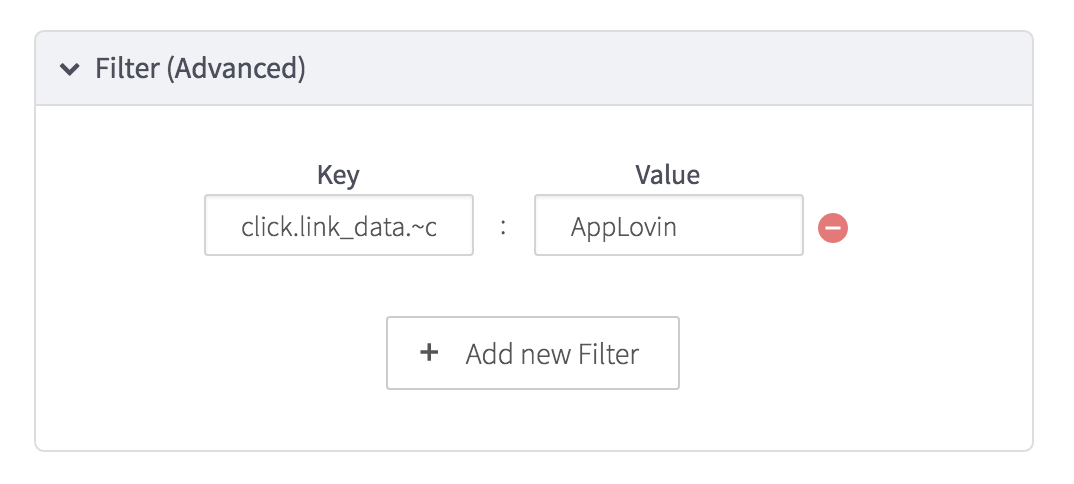 Filter (Advanced)
Key Value
click.link_data.~c : AppLovin
+ Add new Filter